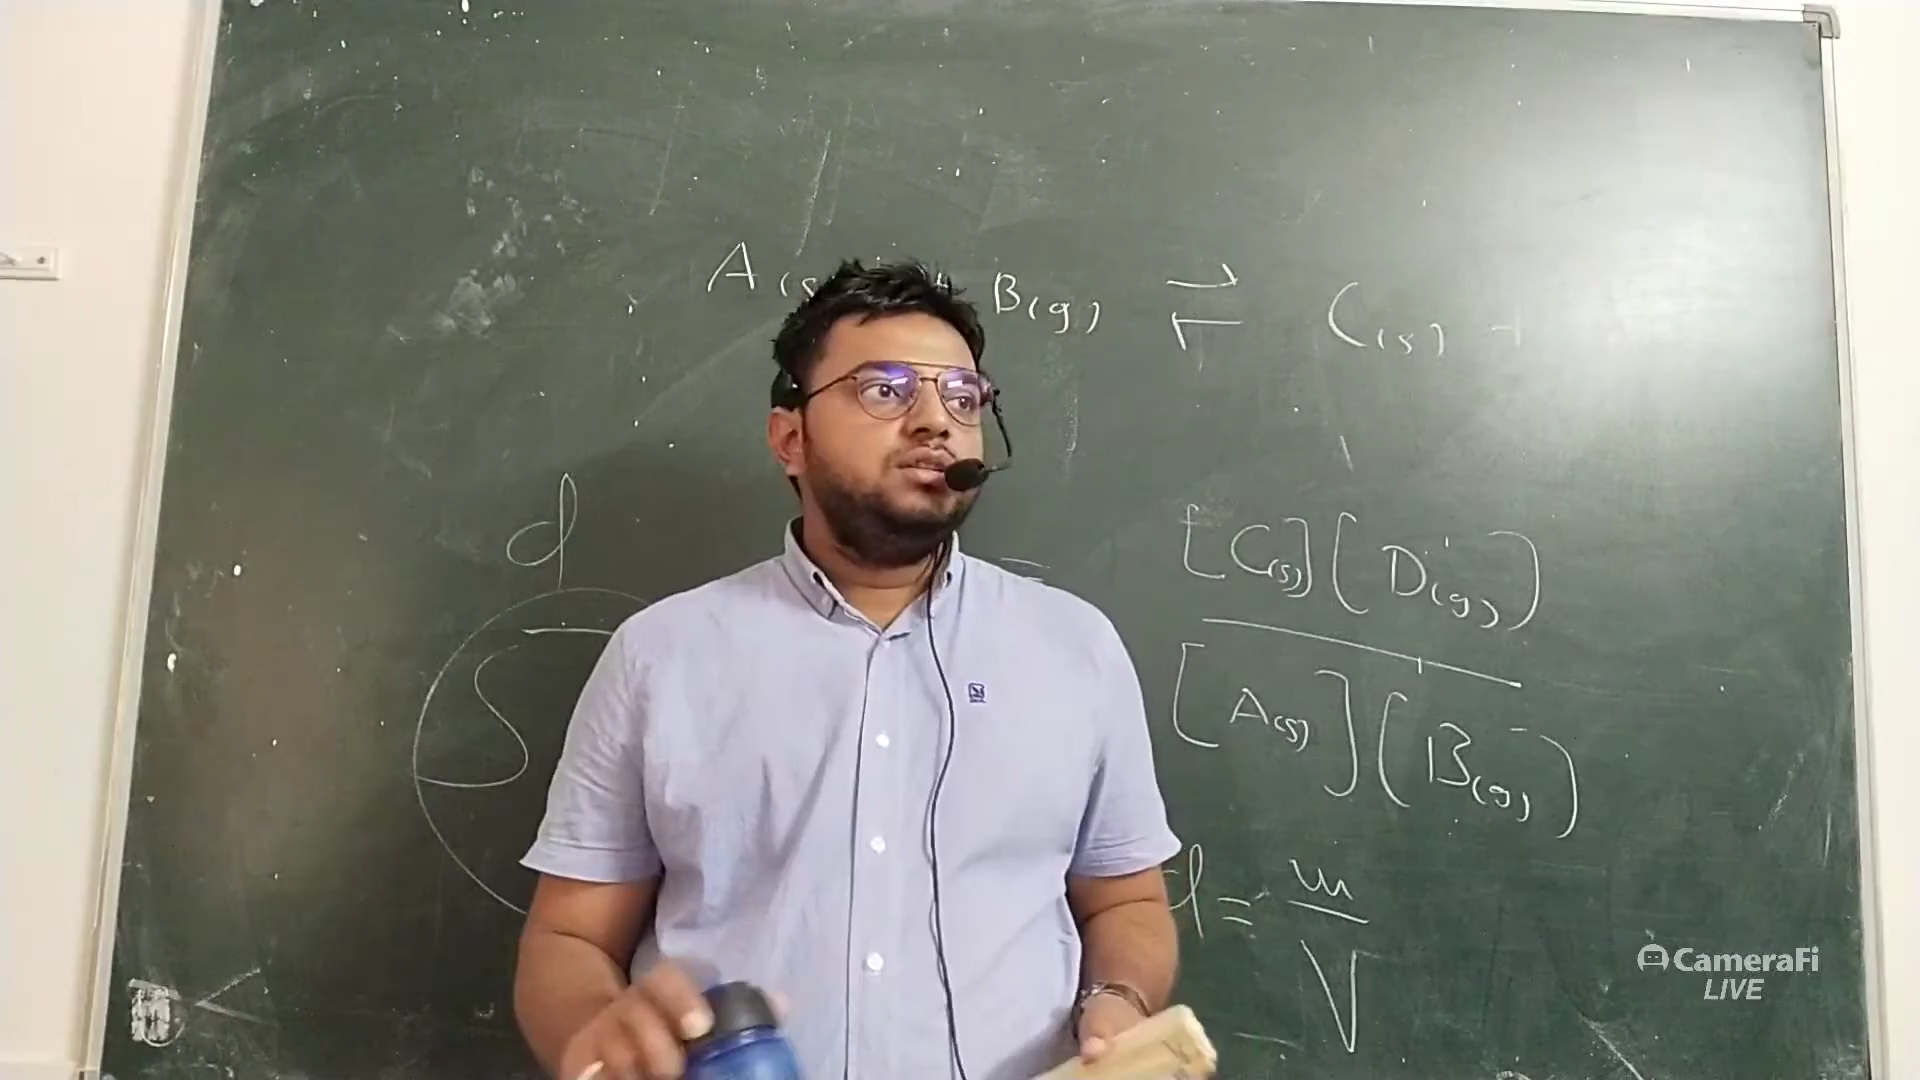 A(s) + B(g) ⇌ C(s) +
d
= [C(s)] [D(g)]
[A(s)] [B(g)]
d = m
V
CameraFi
LIVE